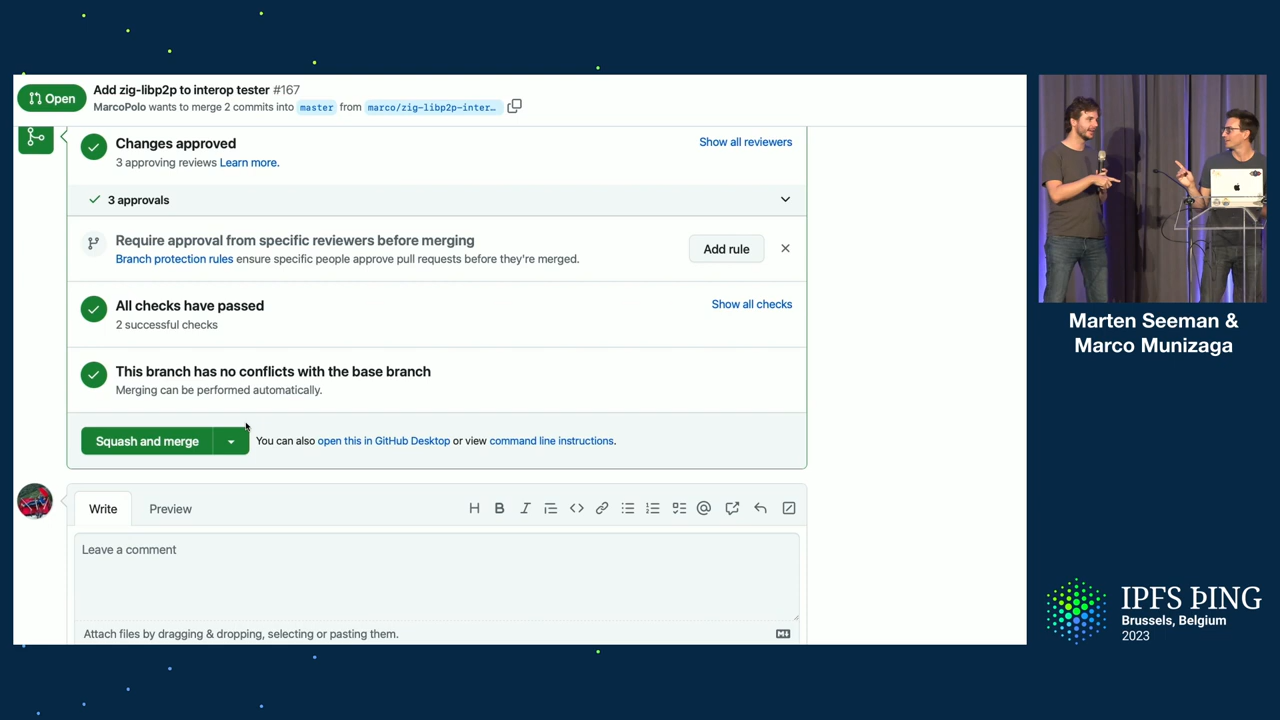 Open
Add zig-libp2p to interop tester #167
MarcoPolo wants to merge 2 commits into master from marco/zig-libp2p-inter…
Changes approved
Show all reviewers
3 approving reviews Learn more.
3 approvals
Require approval from specific reviewers before merging
Add rule
Branch protection rules ensure specific people approve pull requests before they're merged.
All checks have passed
Show all checks
2 successful checks
This branch has no conflicts with the base branch
Merging can be performed automatically.
Squash and merge
You can also open this in GitHub Desktop or view command line instructions.
Write
Preview
H B I
Leave a comment
Attach files by dragging & dropping, selecting or pasting them.
Marten Seeman &
Marco Munizaga
IPFS ÞING
Brussels, Belgium
2023